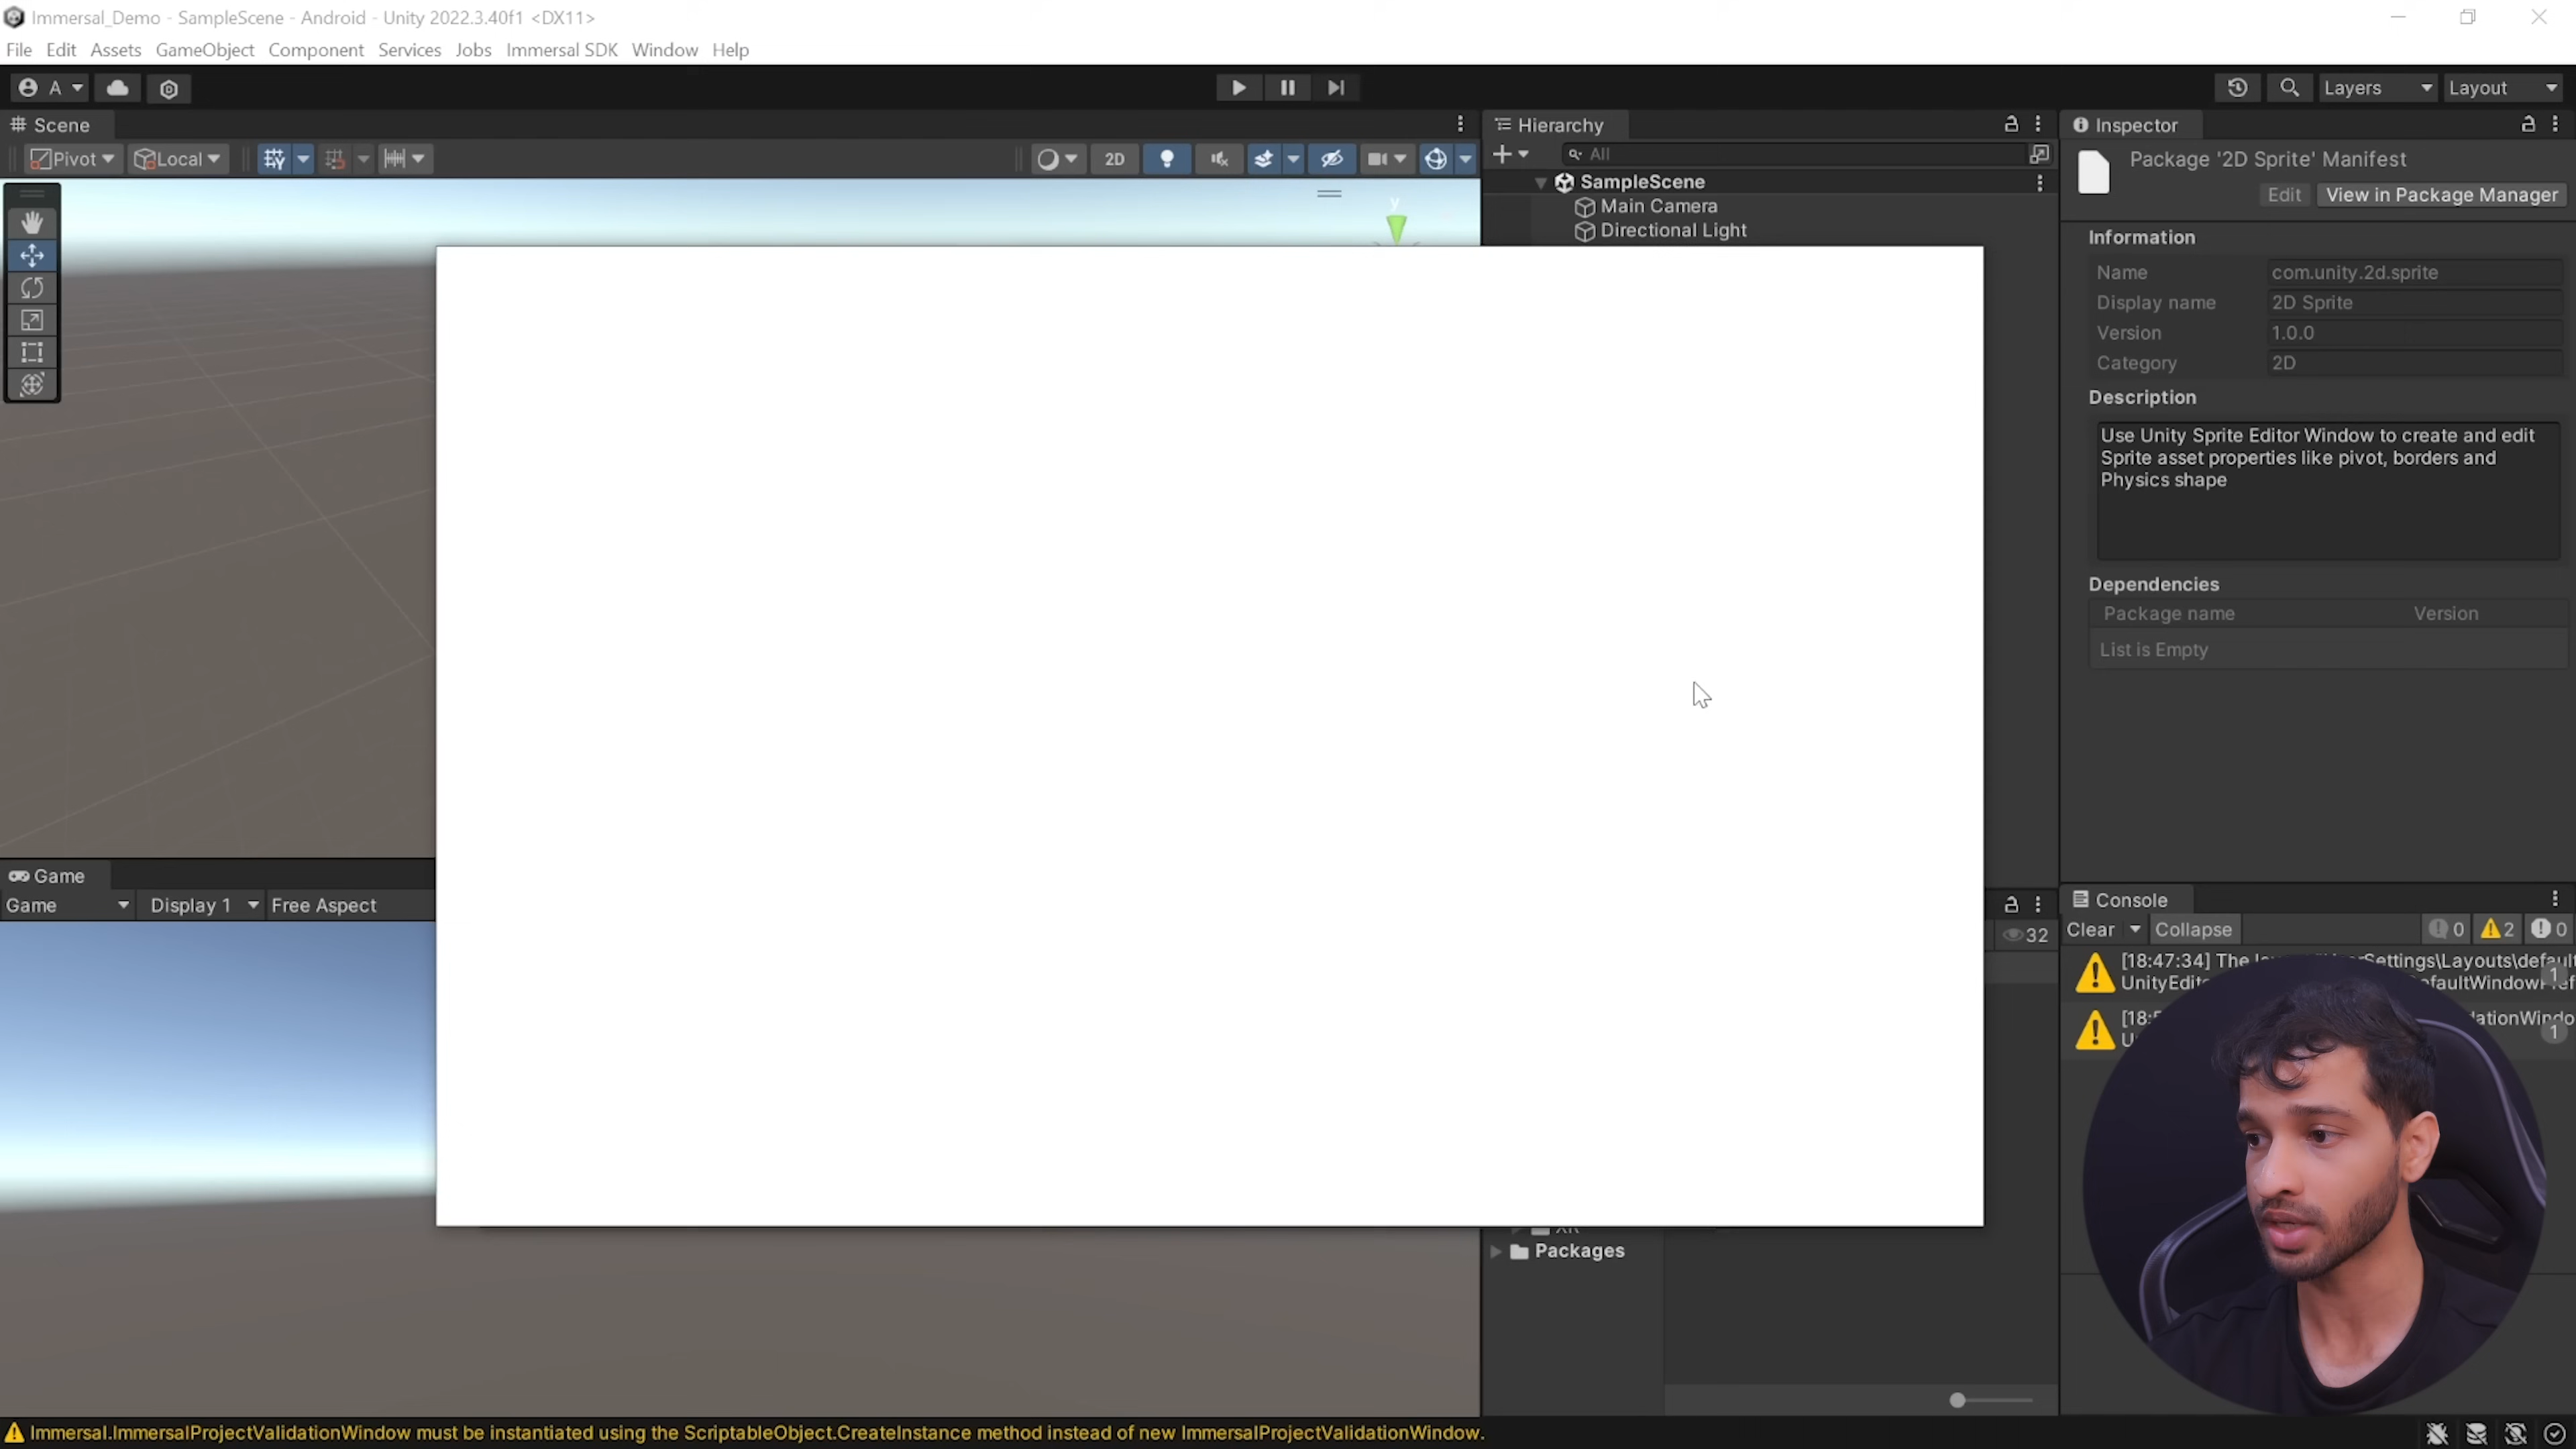 Immersal_Demo - SampleScene - Android - Unity 2022.3.40f1 <DX11>
File Edit Assets GameObject Component Services Jobs Immersal SDK Window Help
A
Layers
Layout
Scene
Pivot
Local
2D
y
Hierarchy
All
SampleScene
Main Camera
Directional Light
Inspector
Package '2D Sprite' Manifest
Edit
View in Package Manager
Information
Name com.unity.2d.sprite
Display name 2D Sprite
Version 1.0.0
Category 2D
Description
Use Unity Sprite Editor Window to create and edit
Sprite asset properties like pivot, borders and
Physics shape
Dependencies
Package name Version
List is Empty
Game
Game Display 1 Free Aspect
32
Packages
Console
Clear Collapse 0 2 0
[18:47:34] The
Settings\Layouts\default
1
1
Immersal.ImmersalProjectValidationWindow must be instantiated using the ScriptableObject.CreateInstance method instead of new ImmersalProjectValidationWindow.